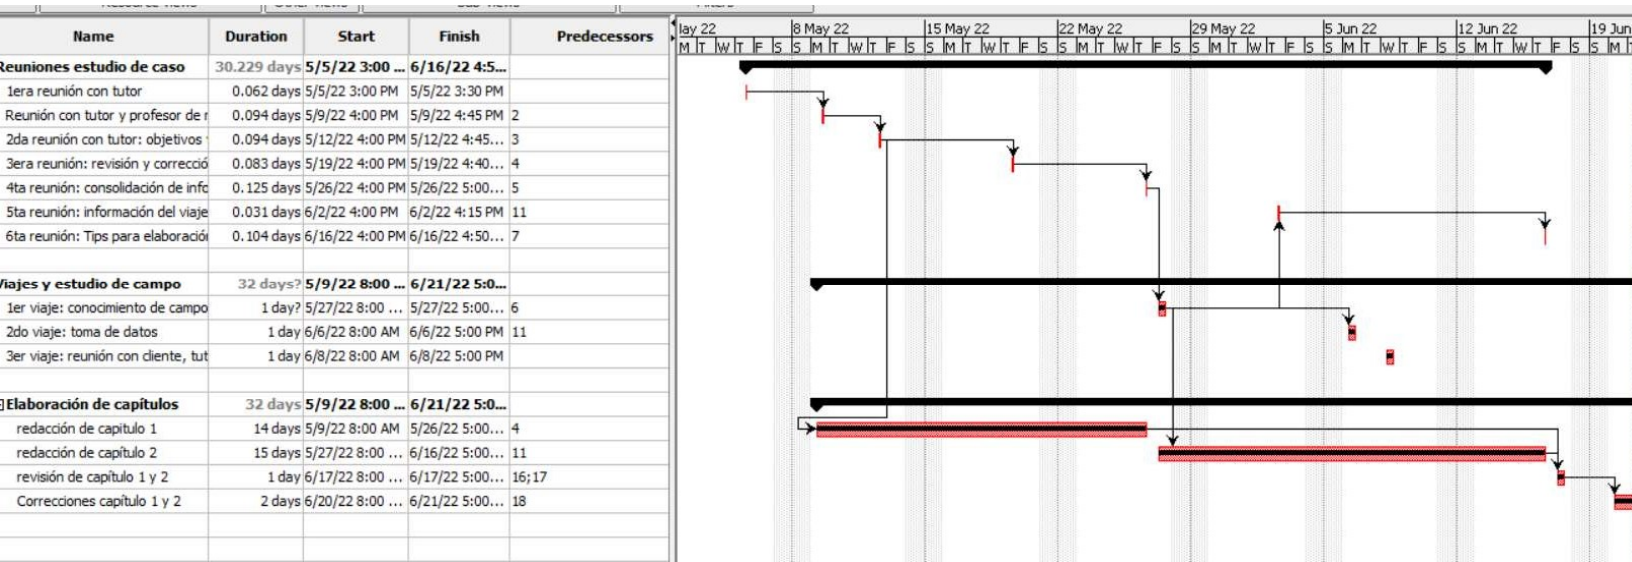 Name Duration Start Finish Predecessors
Reuniones estudio de caso 30.229 days 5/5/22 3:00 ... 6/16/22 4:5...
1era reunión con tutor 0.062 days 5/5/22 3:00 PM 5/5/22 3:30 PM
Reunión con tutor y profesor de r 0.094 days 5/9/22 4:00 PM 5/9/22 4:45 PM 2
2da reunión con tutor: objetivos 0.094 days 5/12/22 4:00 PM 5/12/22 4:45... 3
3era reunión: revisión y correcció 0.083 days 5/19/22 4:00 PM 5/19/22 4:40... 4
4ta reunión: consolidación de info 0.125 days 5/26/22 4:00 PM 5/26/22 5:00... 5
5ta reunión: información del viaje 0.031 days 6/2/22 4:00 PM 6/2/22 4:15 PM 11
6ta reunión: Tips para elaboració 0.104 days 6/16/22 4:00 PM 6/16/22 4:50... 7
Viajes y estudio de campo 32 days? 5/9/22 8:00 ... 6/21/22 5:0...
1er viaje: conocimiento de campo 1 day? 5/27/22 8:00 ... 5/27/22 5:00... 6
2do viaje: toma de datos 1 day 6/6/22 8:00 AM 6/6/22 5:00 PM 11
3er viaje: reunión con cliente, tut 1 day 6/8/22 8:00 AM 6/8/22 5:00 PM
Elaboración de capítulos 32 days 5/9/22 8:00 ... 6/21/22 5:0...
redacción de capitulo 1 14 days 5/9/22 8:00 AM 5/26/22 5:00... 4
redacción de capítulo 2 15 days 5/27/22 8:00 ... 6/16/22 5:00... 11
revisión de capítulo 1 y 2 1 day 6/17/22 8:00 ... 6/17/22 5:00... 16;17
Correcciones capítulo 1 y 2 2 days 6/20/22 8:00 ... 6/21/22 5:00... 18
lay 22 8 May 22 15 May 22 22 May 22 29 May 22 5 Jun 22 12 Jun 22 19 Jun
M T W T F S S M T W T F S S M T W T F S S M T W T F S S M T W T F S S M T W T F S S M T W T F S S M